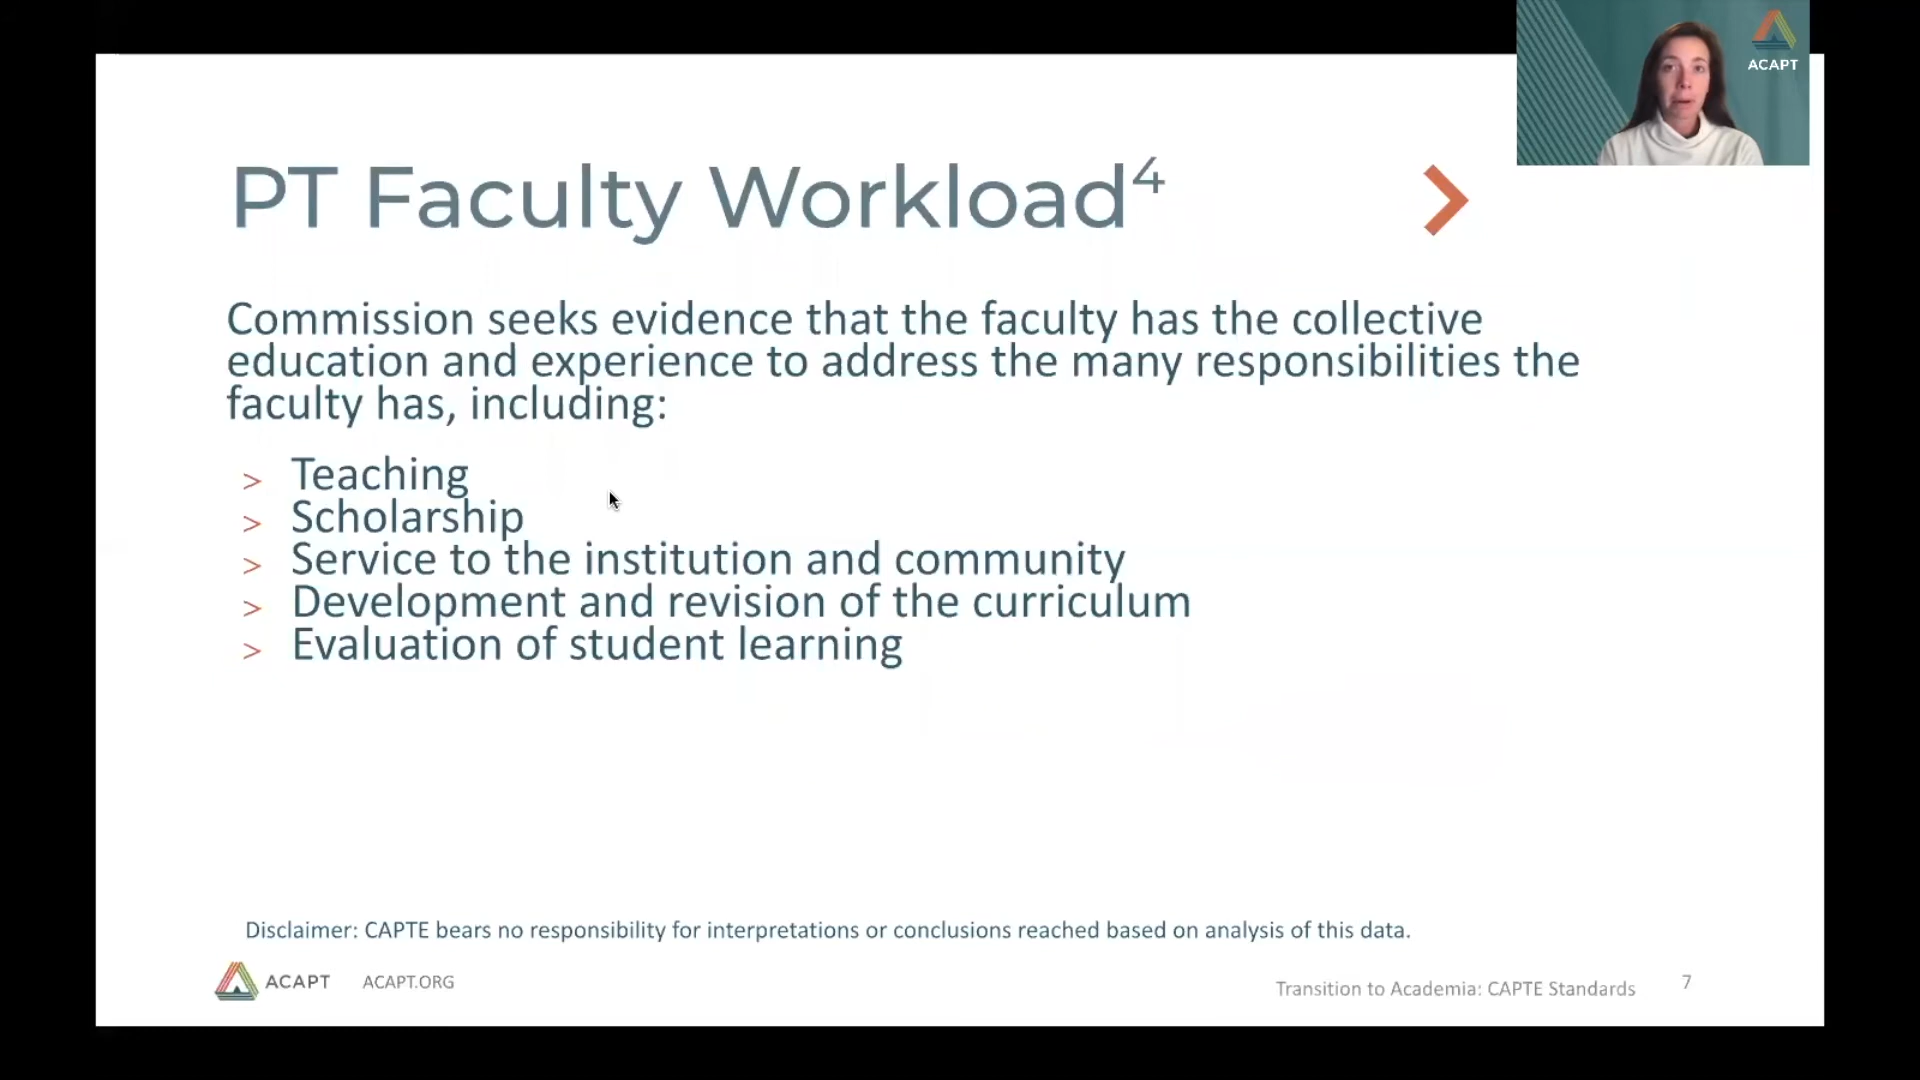 ACAPT
PT Faculty Workload4
Commission seeks evidence that the faculty has the collective
education and experience to address the many responsibilities the
faculty has, including:
> Teaching
> Scholarship
> Service to the institution and community
> Development and revision of the curriculum
> Evaluation of student learning
Disclaimer: CAPTE bears no responsibility for interpretations or conclusions reached based on analysis of this data.
ACAPT ACAPT.ORG
Transition to Academia: CAPTE Standards 7